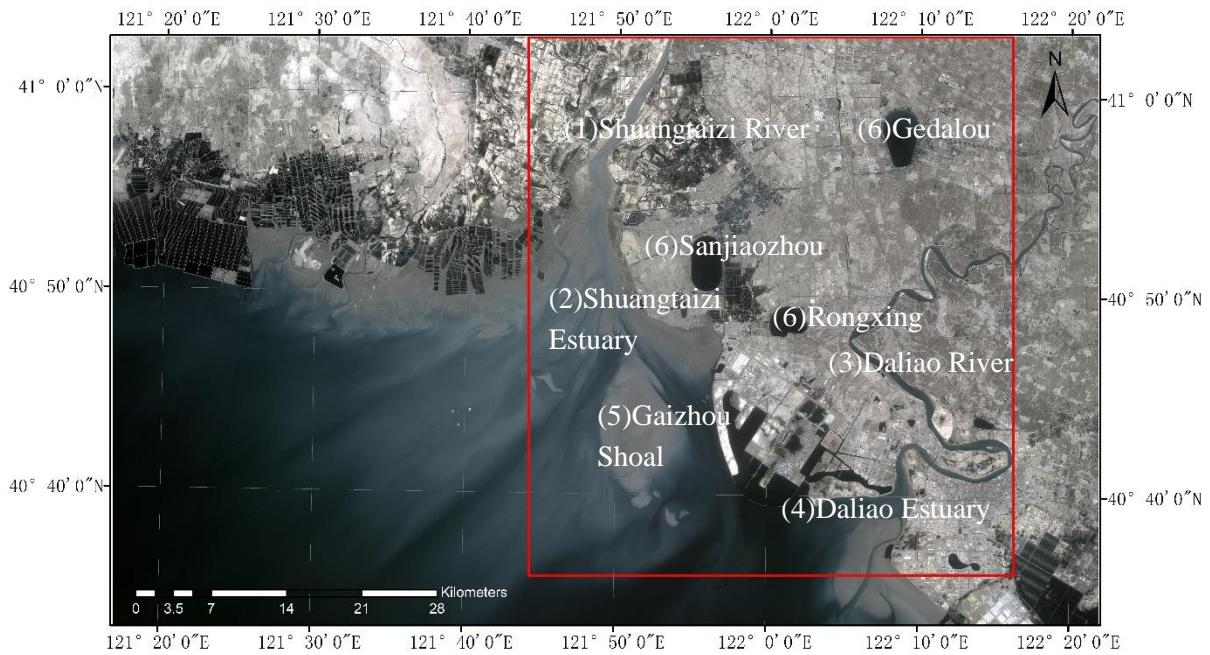 121° 20′ 0″E 121° 30′ 0″E 121° 40′ 0″E 121° 50′ 0″E 122° 0′ 0″E 122° 10′ 0″E 122° 20′ 0″E
N
41° 0′ 0″N
41° 0′ 0″N
(1)Shuangtaizi River
(6)Gedalou
(6)Sanjiaozhou
40° 50′ 0″N
40° 50′ 0″N
(2)Shuangtaizi
Estuary
(6)Rongxing
(3)Daliao River
(5)Gaizhou
Shoal
40° 40′ 0″N
40° 40′ 0″N
(4)Daliao Estuary
Kilometers
0 3.5 7 14 21 28
121° 20′ 0″E 121° 30′ 0″E 121° 40′ 0″E 121° 50′ 0″E 122° 0′ 0″E 122° 10′ 0″E 122° 20′ 0″E